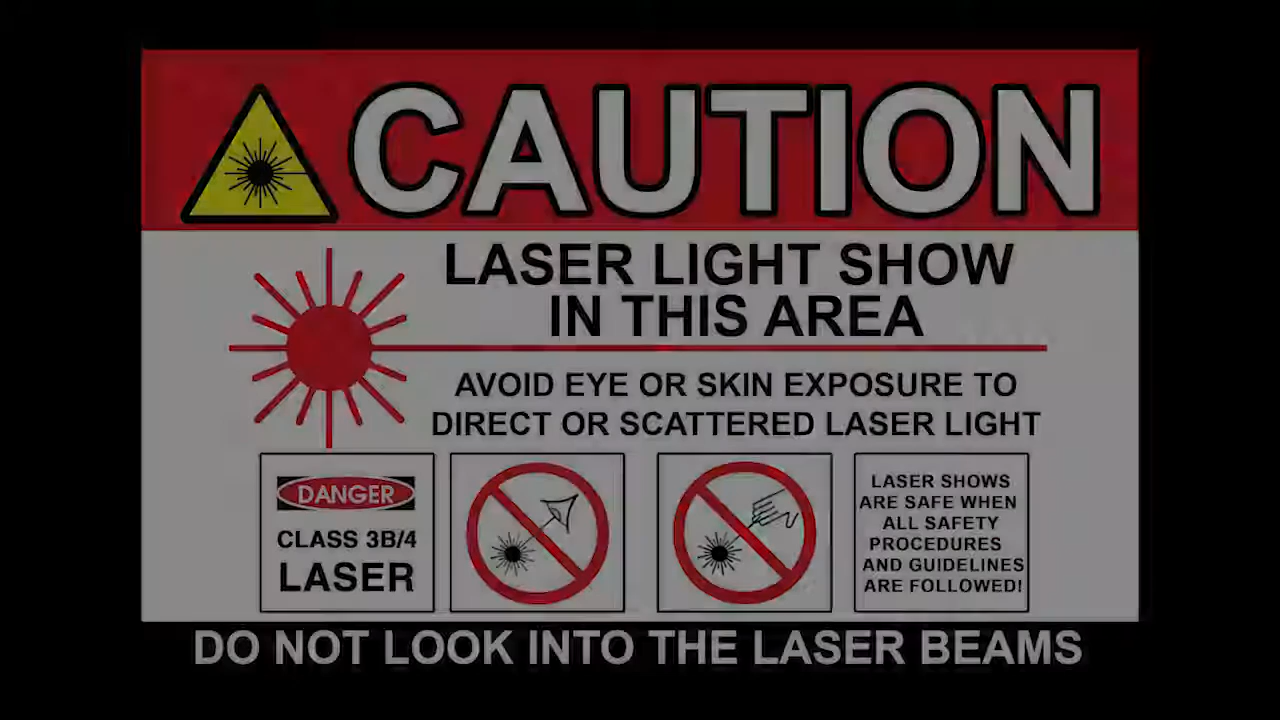 CAUTION
LASER LIGHT SHOW
IN THIS AREA
AVOID EYE OR SKIN EXPOSURE TO
DIRECT OR SCATTERED LASER LIGHT
DANGER
CLASS 3B/4
LASER
LASER SHOWS
ARE SAFE WHEN
ALL SAFETY
PROCEDURES
AND GUIDELINES
ARE FOLLOWED!
DO NOT LOOK INTO THE LASER BEAMS